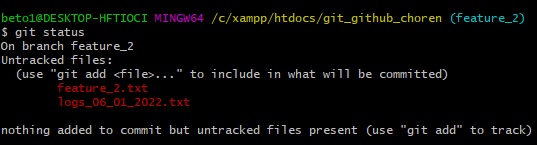 beto1@DESKTOP-HFTIOCI MINGW64 /c/xampp/htdocs/git_github_choren (feature_2)
$ git status
On branch feature_2
Untracked files:
  (use "git add <file>..." to include in what will be committed)
        feature_2.txt
        logs_06_01_2022.txt

nothing added to commit but untracked files present (use "git add" to track)